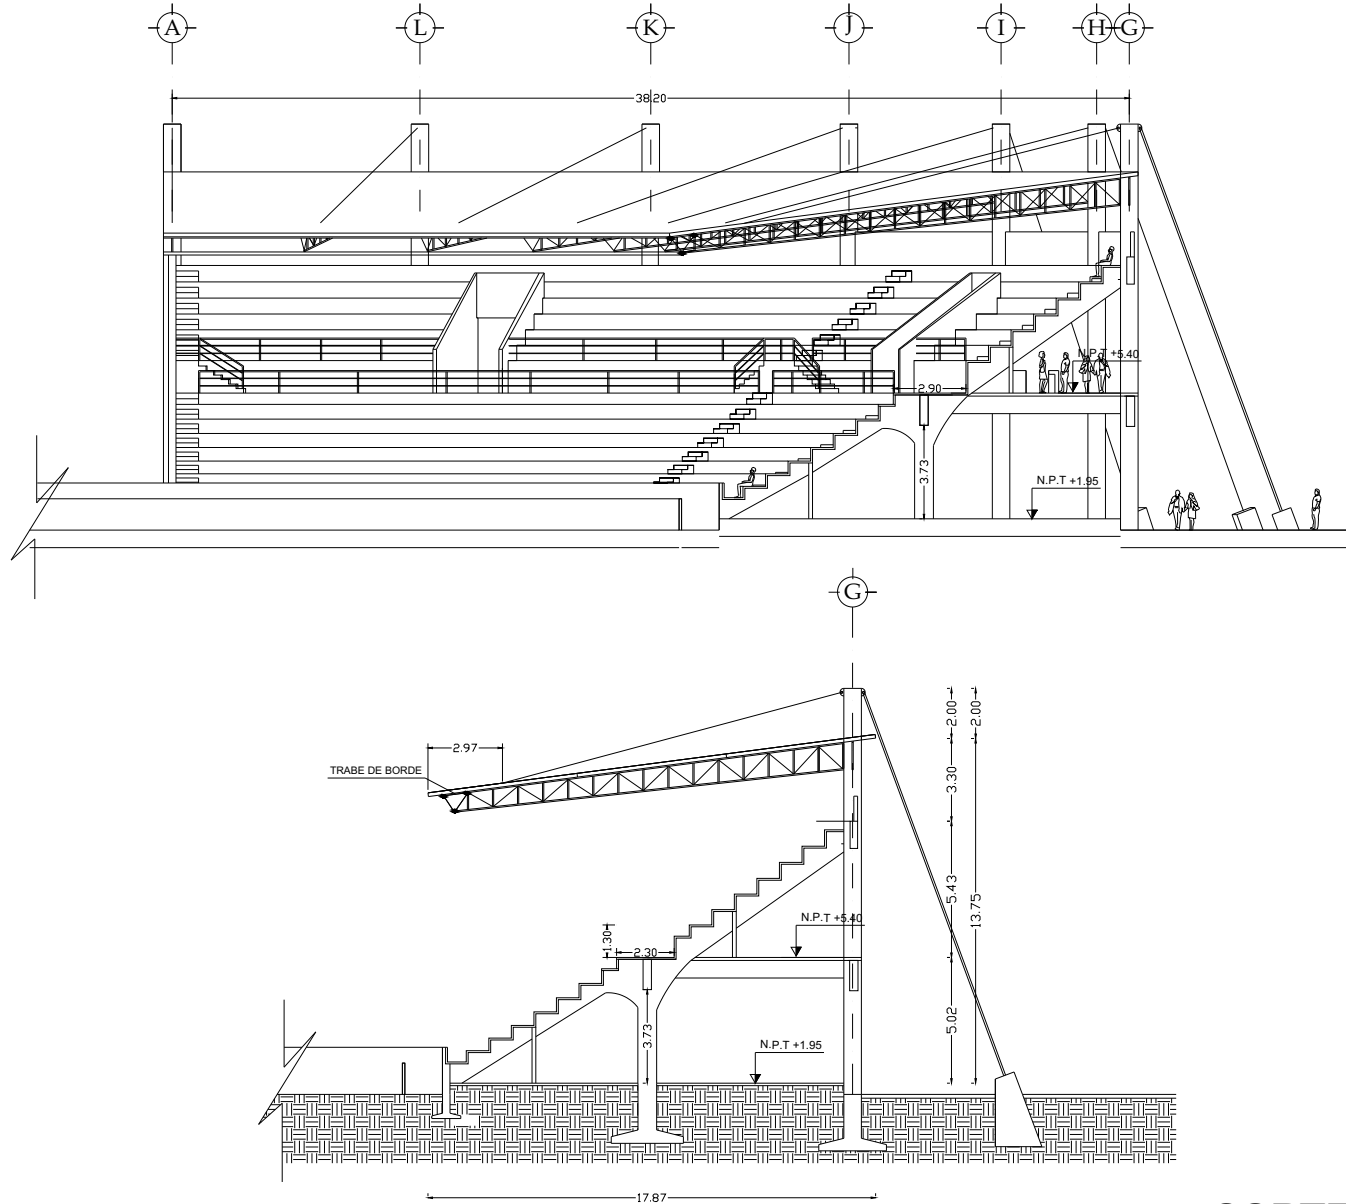 A L K J I H G
38.20
N.P.T +5.40
2.90
3.73
N.P.T +1.95
G
2.00 2.00
2.97
TRABE DE BORDE
3.30
5.43
13.75
N.P.T +5.40
1.30
2.30
5.02
3.73
N.P.T +1.95
17.87